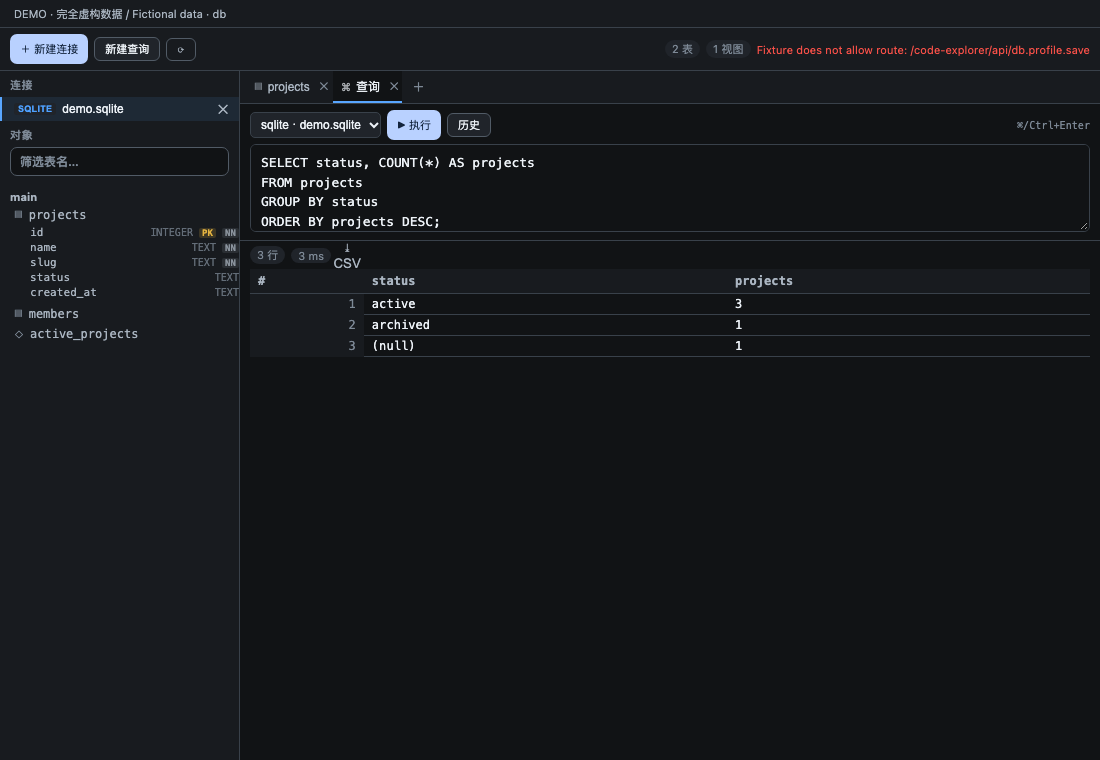 DEMO · 完全虚构数据 / Fictional data · db
＋ 新建连接 新建查询 ⟳ 2 表 1 视图 Fixture does not allow route: /code-explorer/api/db.profile.save
连接
SQLITE demo.sqlite ✕
对象
筛选表名...
main
▤ projects
id INTEGER PK NN
name TEXT NN
slug TEXT NN
status TEXT
created_at TEXT
▤ members
◇ active_projects
▤ projects ✕ ⌘ 查询 ✕ ＋
sqlite · demo.sqlite ▶ 执行 历史 ⌘/Ctrl+Enter
SELECT status, COUNT(*) AS projects
FROM projects
GROUP BY status
ORDER BY projects DESC;
3 行 3 ms ⤓ CSV
# status projects
1 active 3
2 archived 1
3 (null) 1